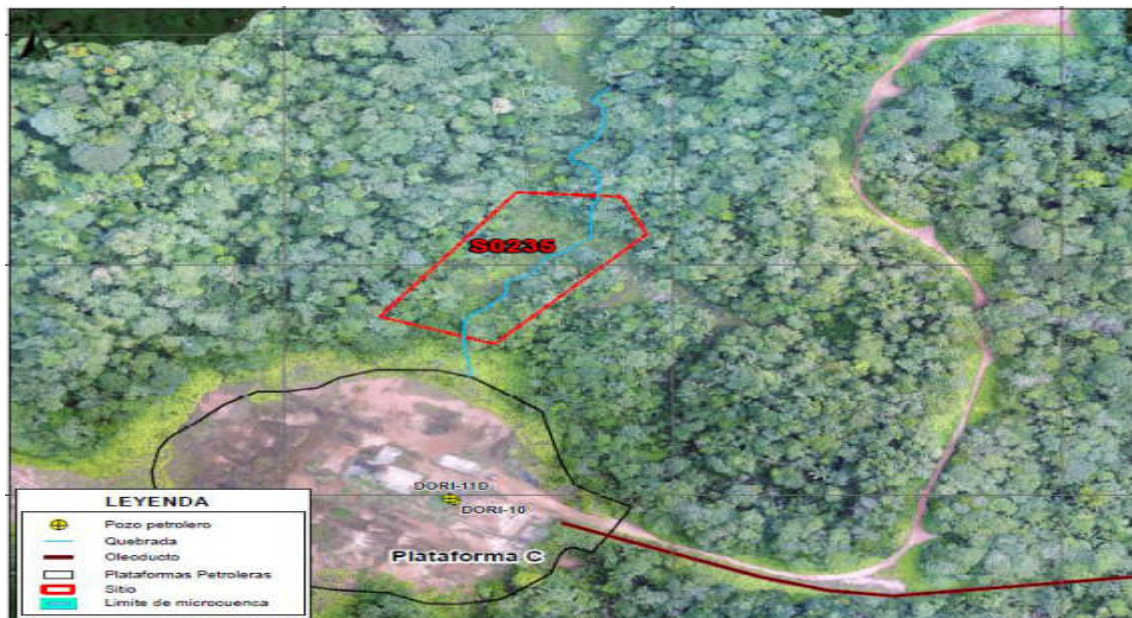 S0235
DORI-11D
DORI-10
Plataforma C
LEYENDA
Pozo petrolero
Quebrada
Oleoducto
Plataformas Petroleras
Sitio
Limite de microcuenca